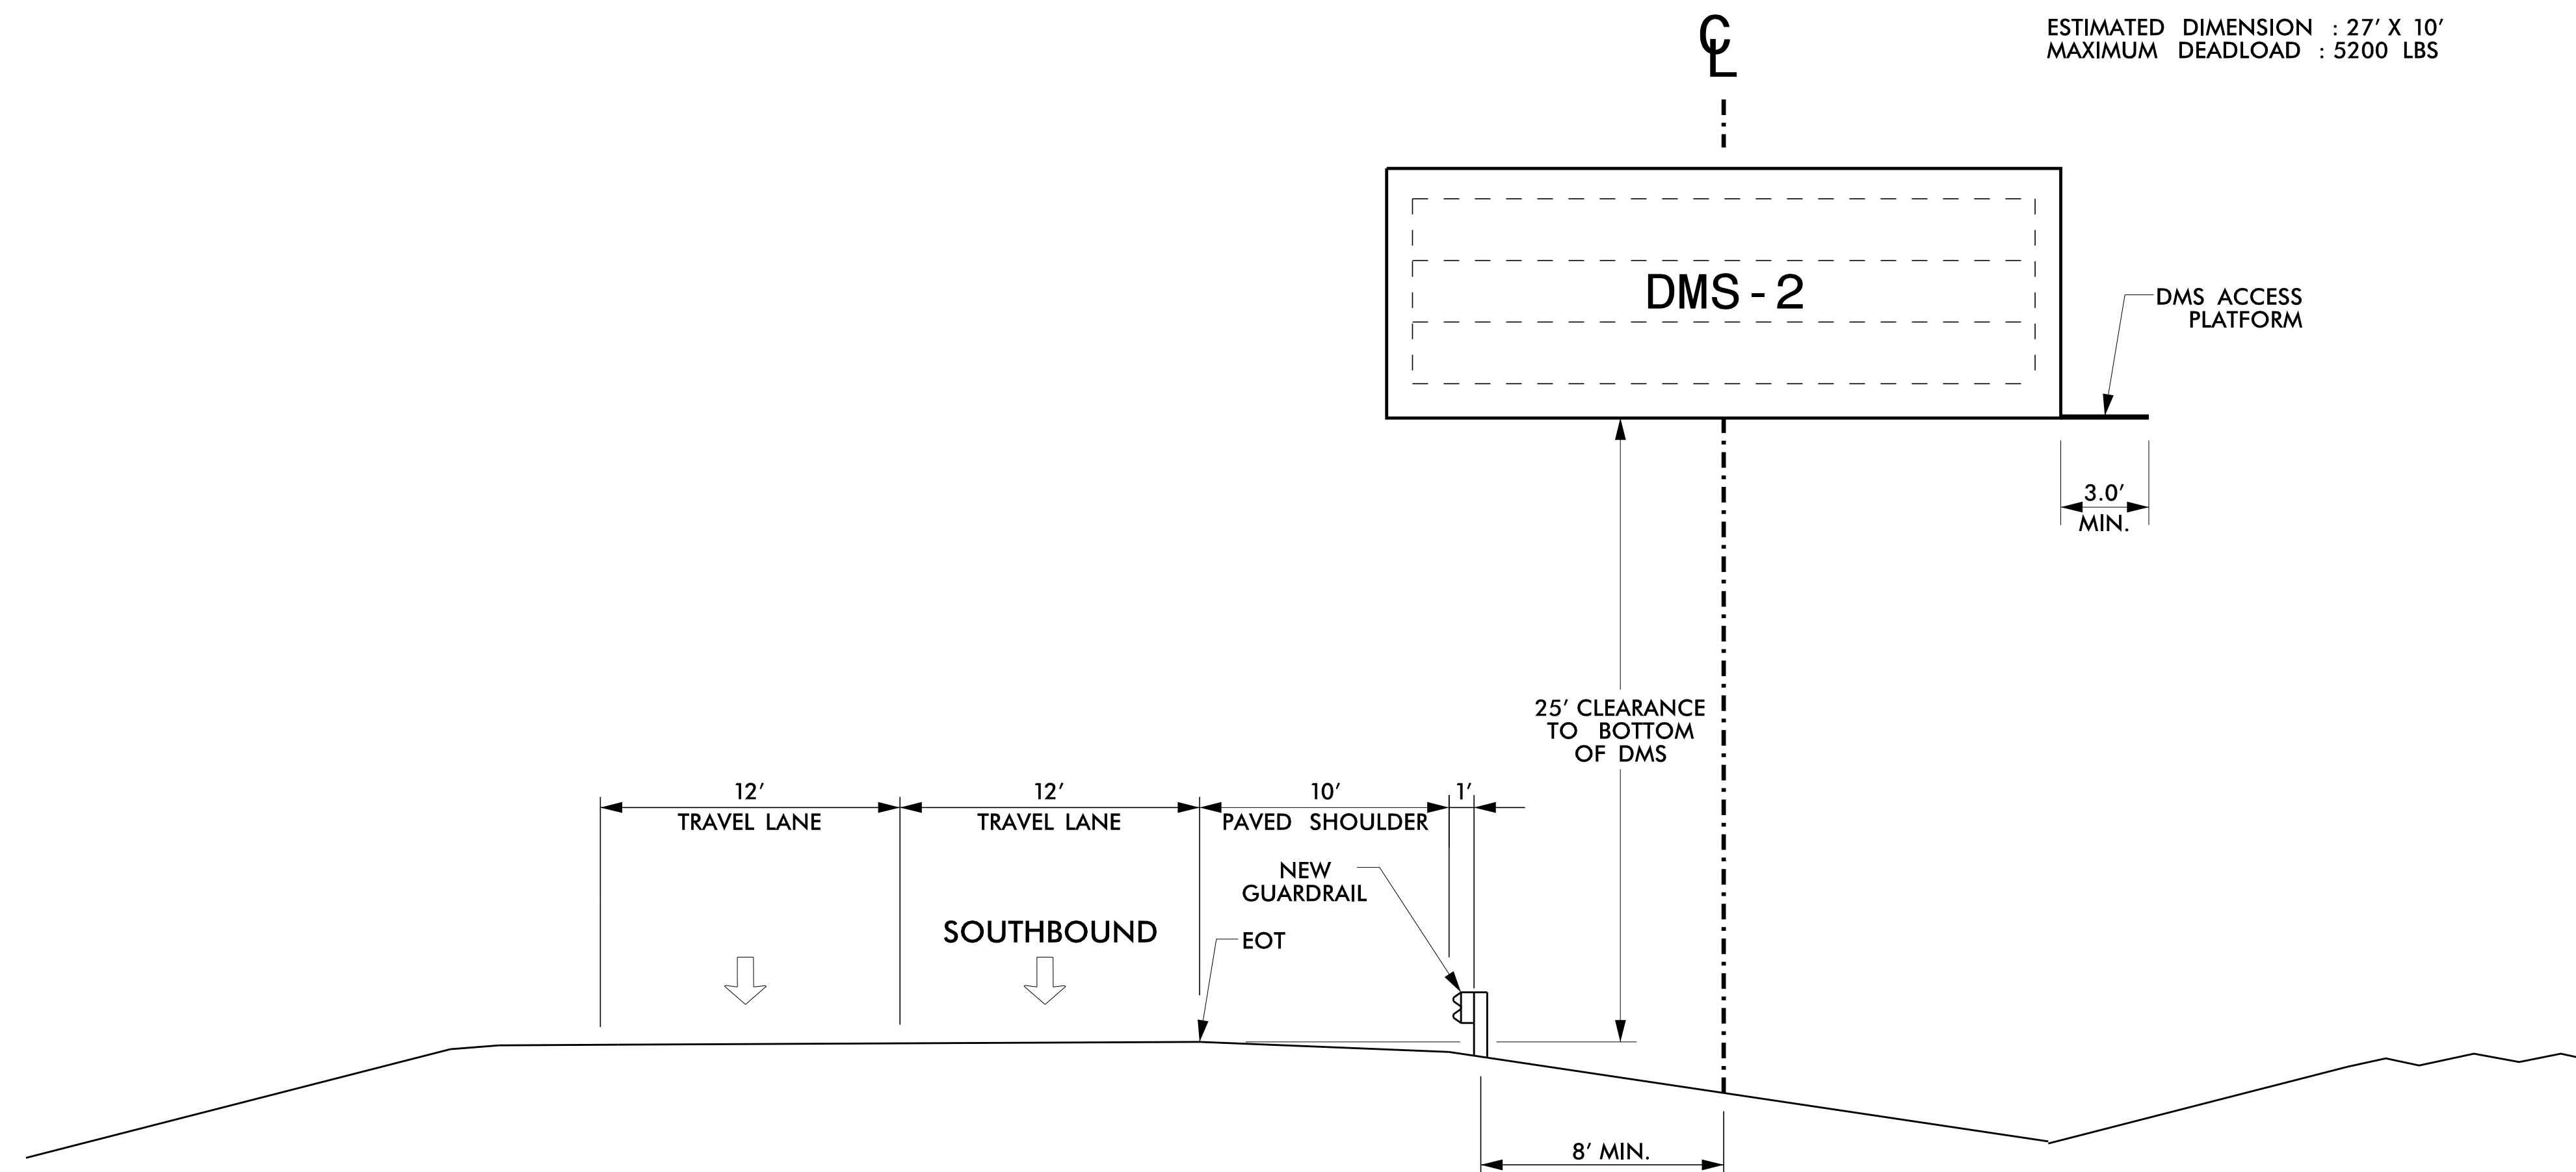 ℄
ESTIMATED DIMENSION : 27' X 10'
MAXIMUM DEADLOAD : 5200 LBS
DMS-2
DMS ACCESS
PLATFORM
3.0'
MIN.
25' CLEARANCE
TO BOTTOM
OF DMS
12'
TRAVEL LANE
12'
TRAVEL LANE
10'
PAVED SHOULDER
1'
NEW
GUARDRAIL
SOUTHBOUND
EOT
8' MIN.